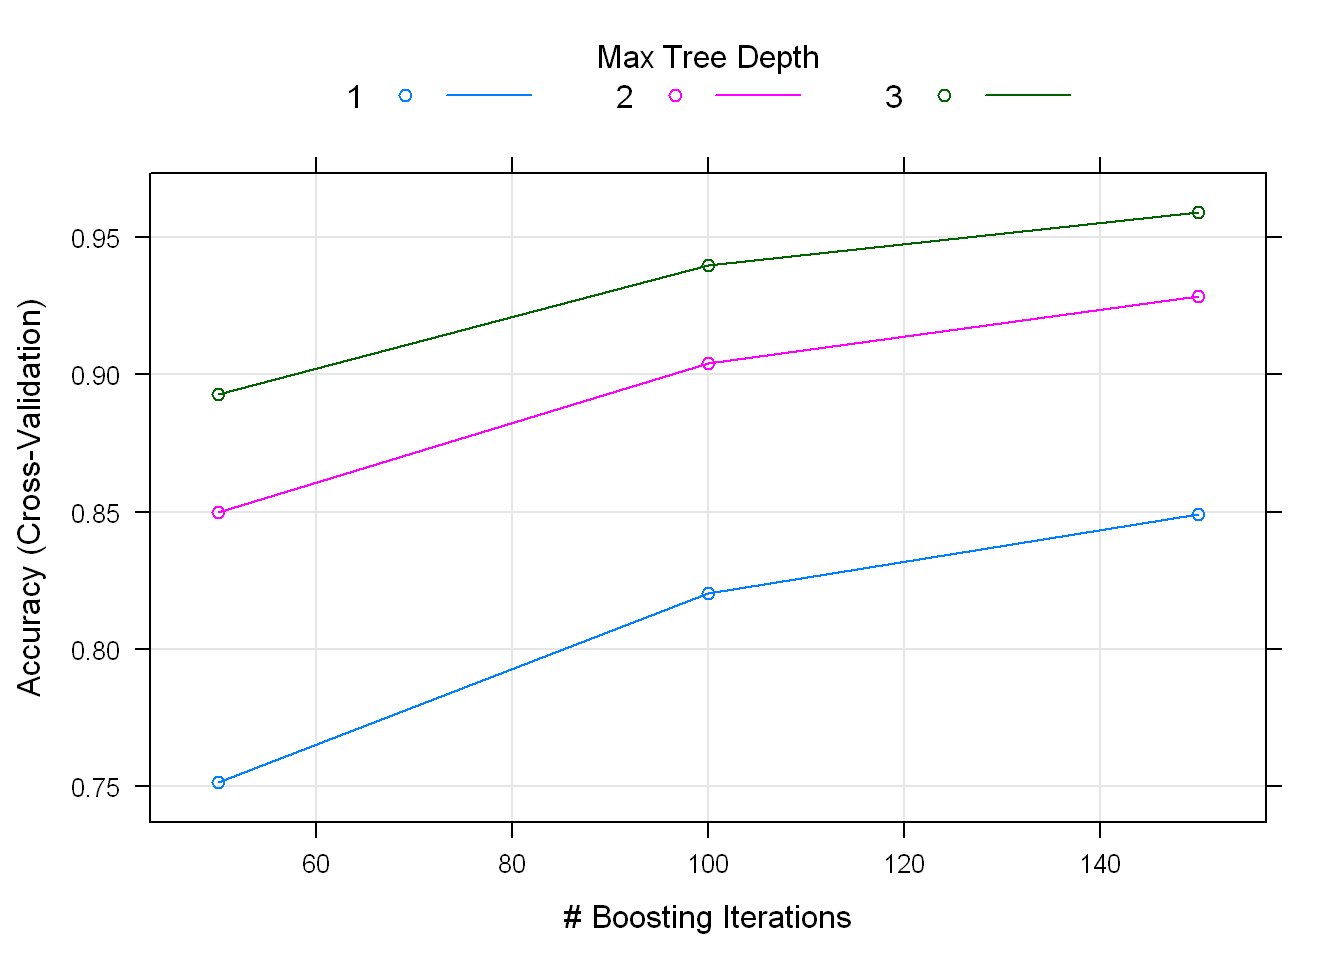 Max Tree Depth
1 2 3
0.95
0.90
0.85
0.80
0.75
Accuracy (Cross-Validation)
60 80 100 120 140
# Boosting Iterations